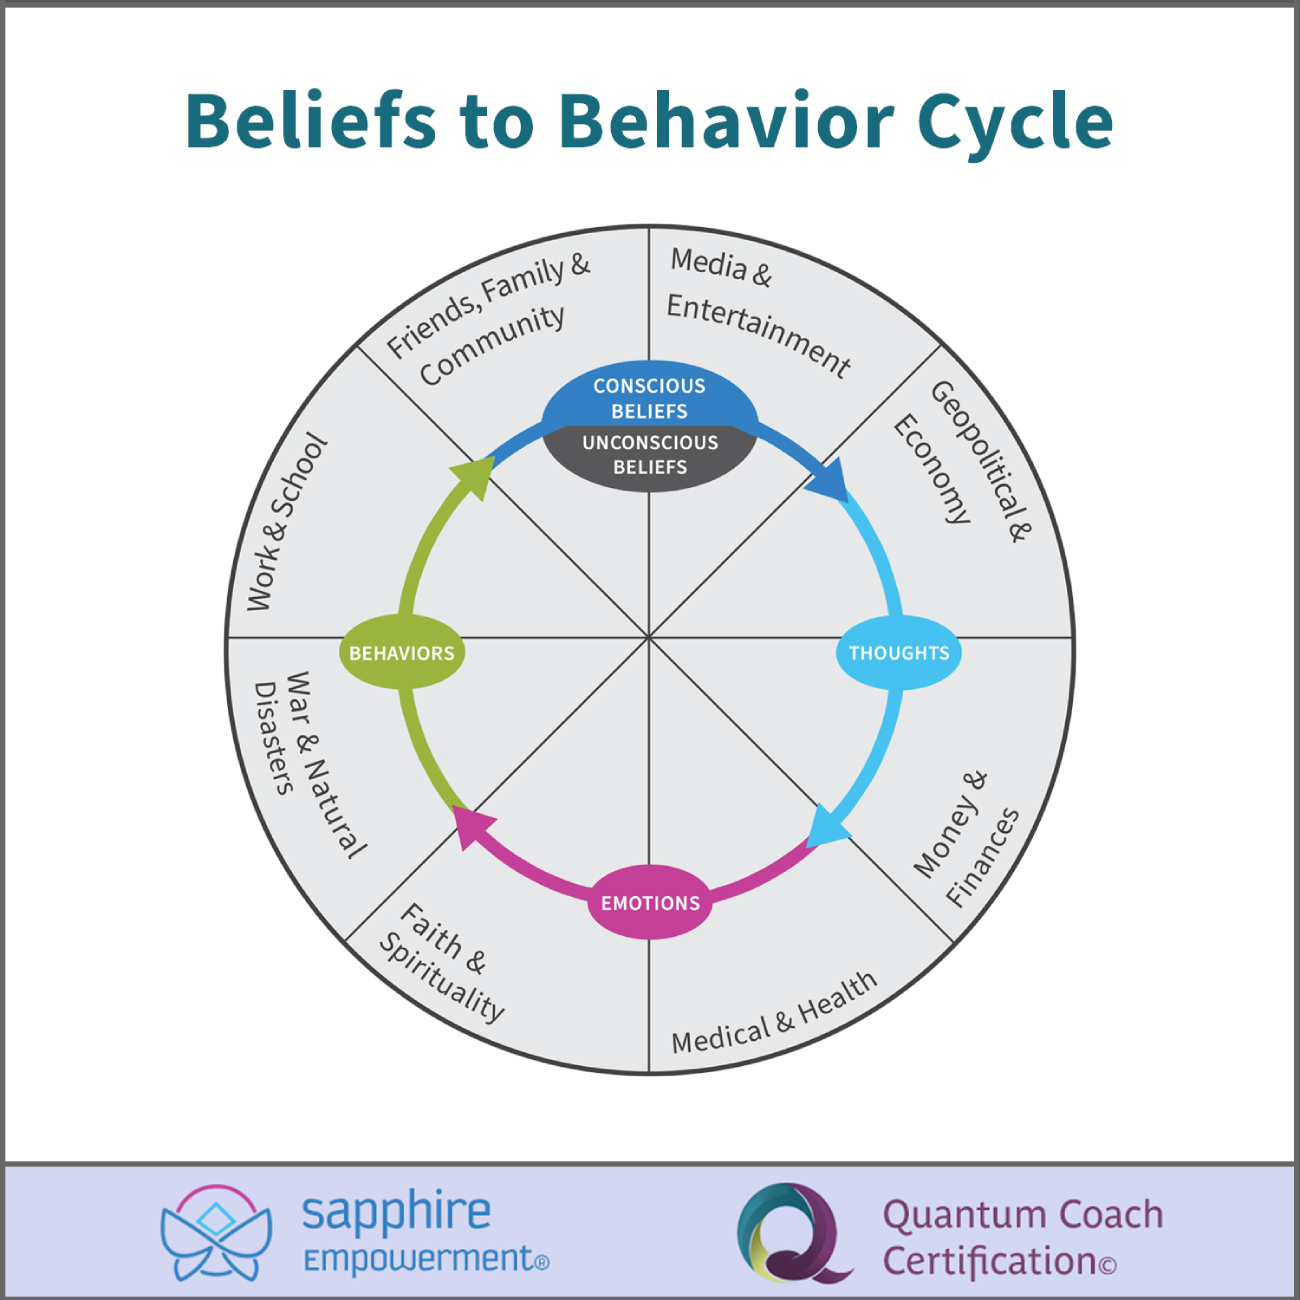 Beliefs to Behavior Cycle
Friends, Family &
Community
Media &
Entertainment
Geopolitical &
Economy
Money &
Finances
Medical & Health
Faith &
Spirituality
War & Natural
Disasters
Work & School
CONSCIOUS
BELIEFS
UNCONSCIOUS
BELIEFS
THOUGHTS
EMOTIONS
BEHAVIORS
sapphire
EMPOWERMENT®
Quantum Coach
Certification©